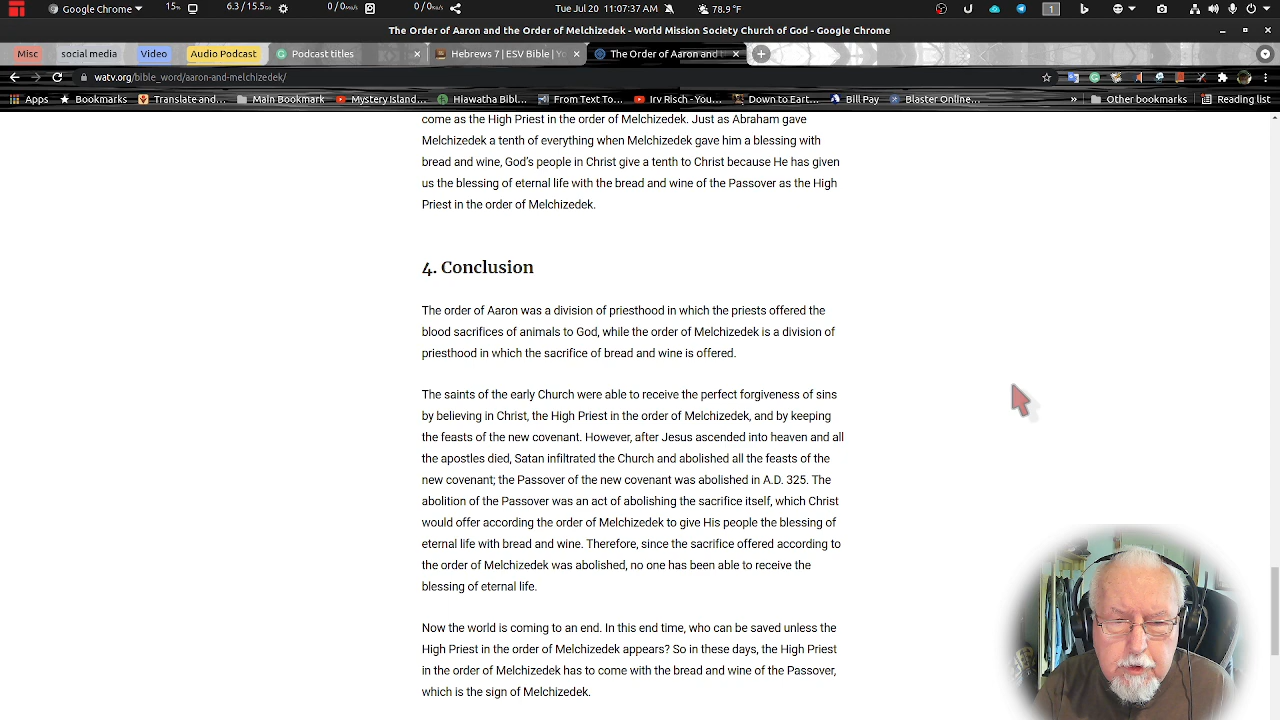 Google Chrome
15%
6.3 / 15.5G
0 / 0 KB/s
0 / 0 KB/s
Tue Jul 20 11:07:37 AM
78.9 °F
1
The Order of Aaron and the Order of Melchizedek - World Mission Society Church of God - Google Chrome
Misc
social media
Video
Audio Podcast
Podcast titles
Hebrews 7 | ESV Bible | Yo
The Order of Aaron and t
watv.org/bible_word/aaron-and-melchizedek/
Apps
Bookmarks
Translate and...
Main Bookmark
Mystery Island...
Hiawatha Bibl...
From Text To...
Irv Risch - You...
Down to Eart...
Bill Pay
Blaster Online...
»
Other bookmarks
Reading list
come as the High Priest in the order of Melchizedek. Just as Abraham gave
Melchizedek a tenth of everything when Melchizedek gave him a blessing with
bread and wine, God's people in Christ give a tenth to Christ because He has given
us the blessing of eternal life with the bread and wine of the Passover as the High
Priest in the order of Melchizedek.
4. Conclusion
The order of Aaron was a division of priesthood in which the priests offered the
blood sacrifices of animals to God, while the order of Melchizedek is a division of
priesthood in which the sacrifice of bread and wine is offered.
The saints of the early Church were able to receive the perfect forgiveness of sins
by believing in Christ, the High Priest in the order of Melchizedek, and by keeping
the feasts of the new covenant. However, after Jesus ascended into heaven and all
the apostles died, Satan infiltrated the Church and abolished all the feasts of the
new covenant; the Passover of the new covenant was abolished in A.D. 325. The
abolition of the Passover was an act of abolishing the sacrifice itself, which Christ
would offer according the order of Melchizedek to give His people the blessing of
eternal life with bread and wine. Therefore, since the sacrifice offered according to
the order of Melchizedek was abolished, no one has been able to receive the
blessing of eternal life.
Now the world is coming to an end. In this end time, who can be saved unless the
High Priest in the order of Melchizedek appears? So in these days, the High Priest
in the order of Melchizedek has to come with the bread and wine of the Passover,
which is the sign of Melchizedek.